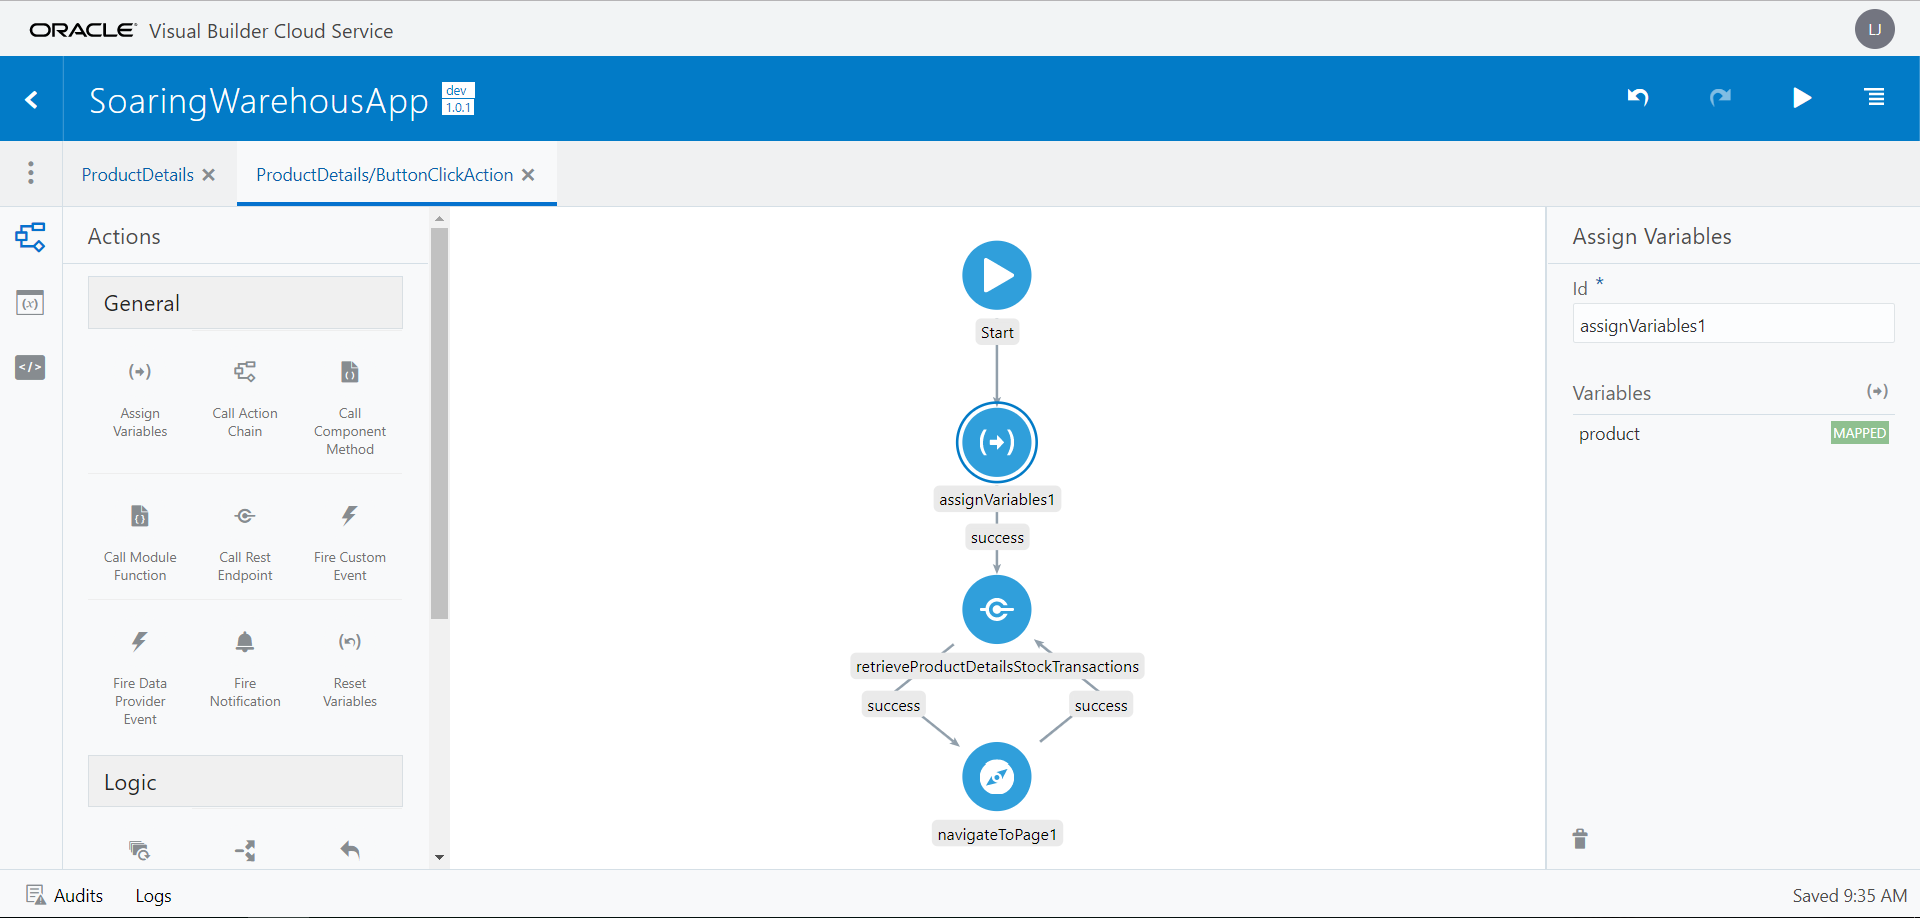 ORACLE Visual Builder Cloud Service
IJ
SoaringWarehousApp
dev
1.0.1
ProductDetails
ProductDetails/ButtonClickAction
Actions
General
Assign
Variables
Call Action
Chain
Call
Component
Method
Call Module
Function
Call Rest
Endpoint
Fire Custom
Event
Fire Data
Provider
Event
Fire
Notification
Reset
Variables
Logic
Start
assignVariables1
success
retrieveProductDetailsStockTransactions
success
success
navigateToPage1
Assign Variables
Id *
assignVariables1
Variables
product
MAPPED
Audits
Logs
Saved 9:35 AM